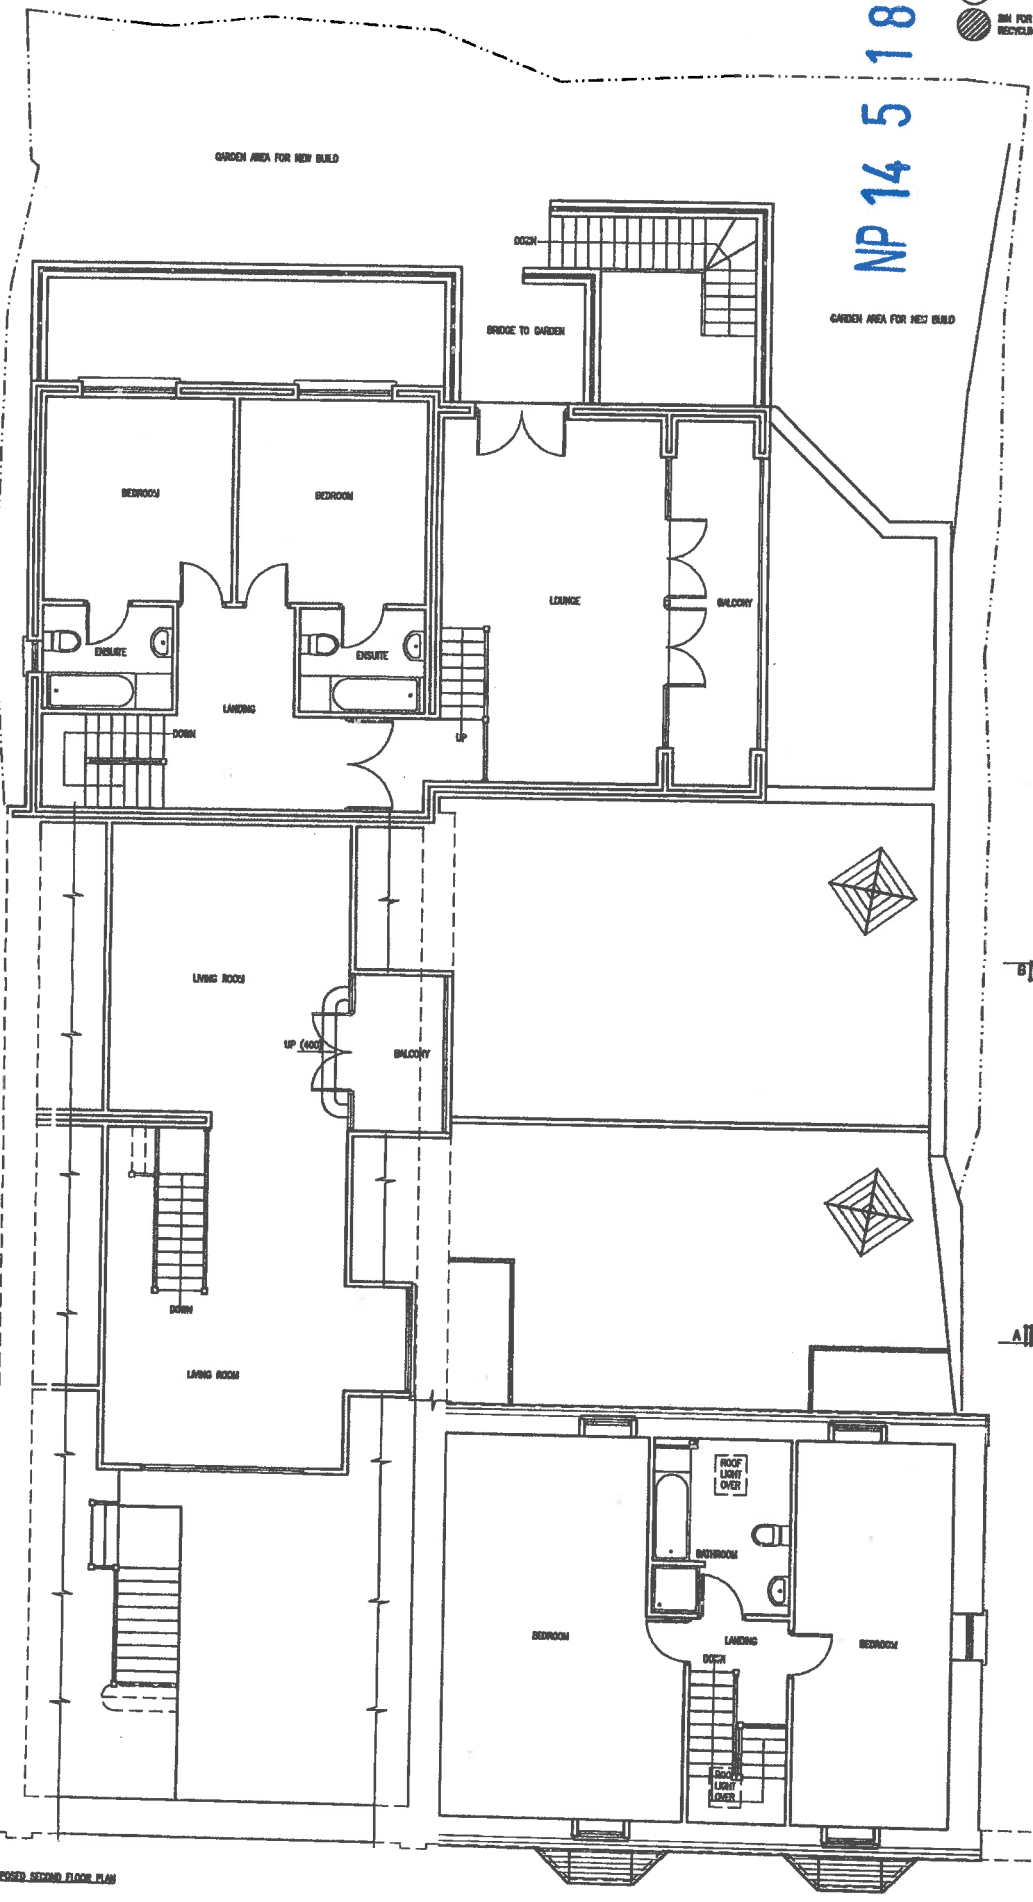 BIN FOR
NP 14 5 18
GARDEN AREA FOR NEW BUILD
DOWN
GARDEN AREA FOR NEW BUILD
BRIDGE TO GARDEN
BEDROOM
BEDROOM
LOUNGE
BALCONY
ENSUITE
ENSUITE
LANDING
DOWN
UP
LIVING ROOM
B
UP (400)
BALCONY
DOWN
A
LIVING ROOM
ROOF
LIGHT
OVER
BATHROOM
BEDROOM
LANDING
BEDROOM
DOWN
ROOF
LIGHT
OVER
SECOND FLOOR PLAN